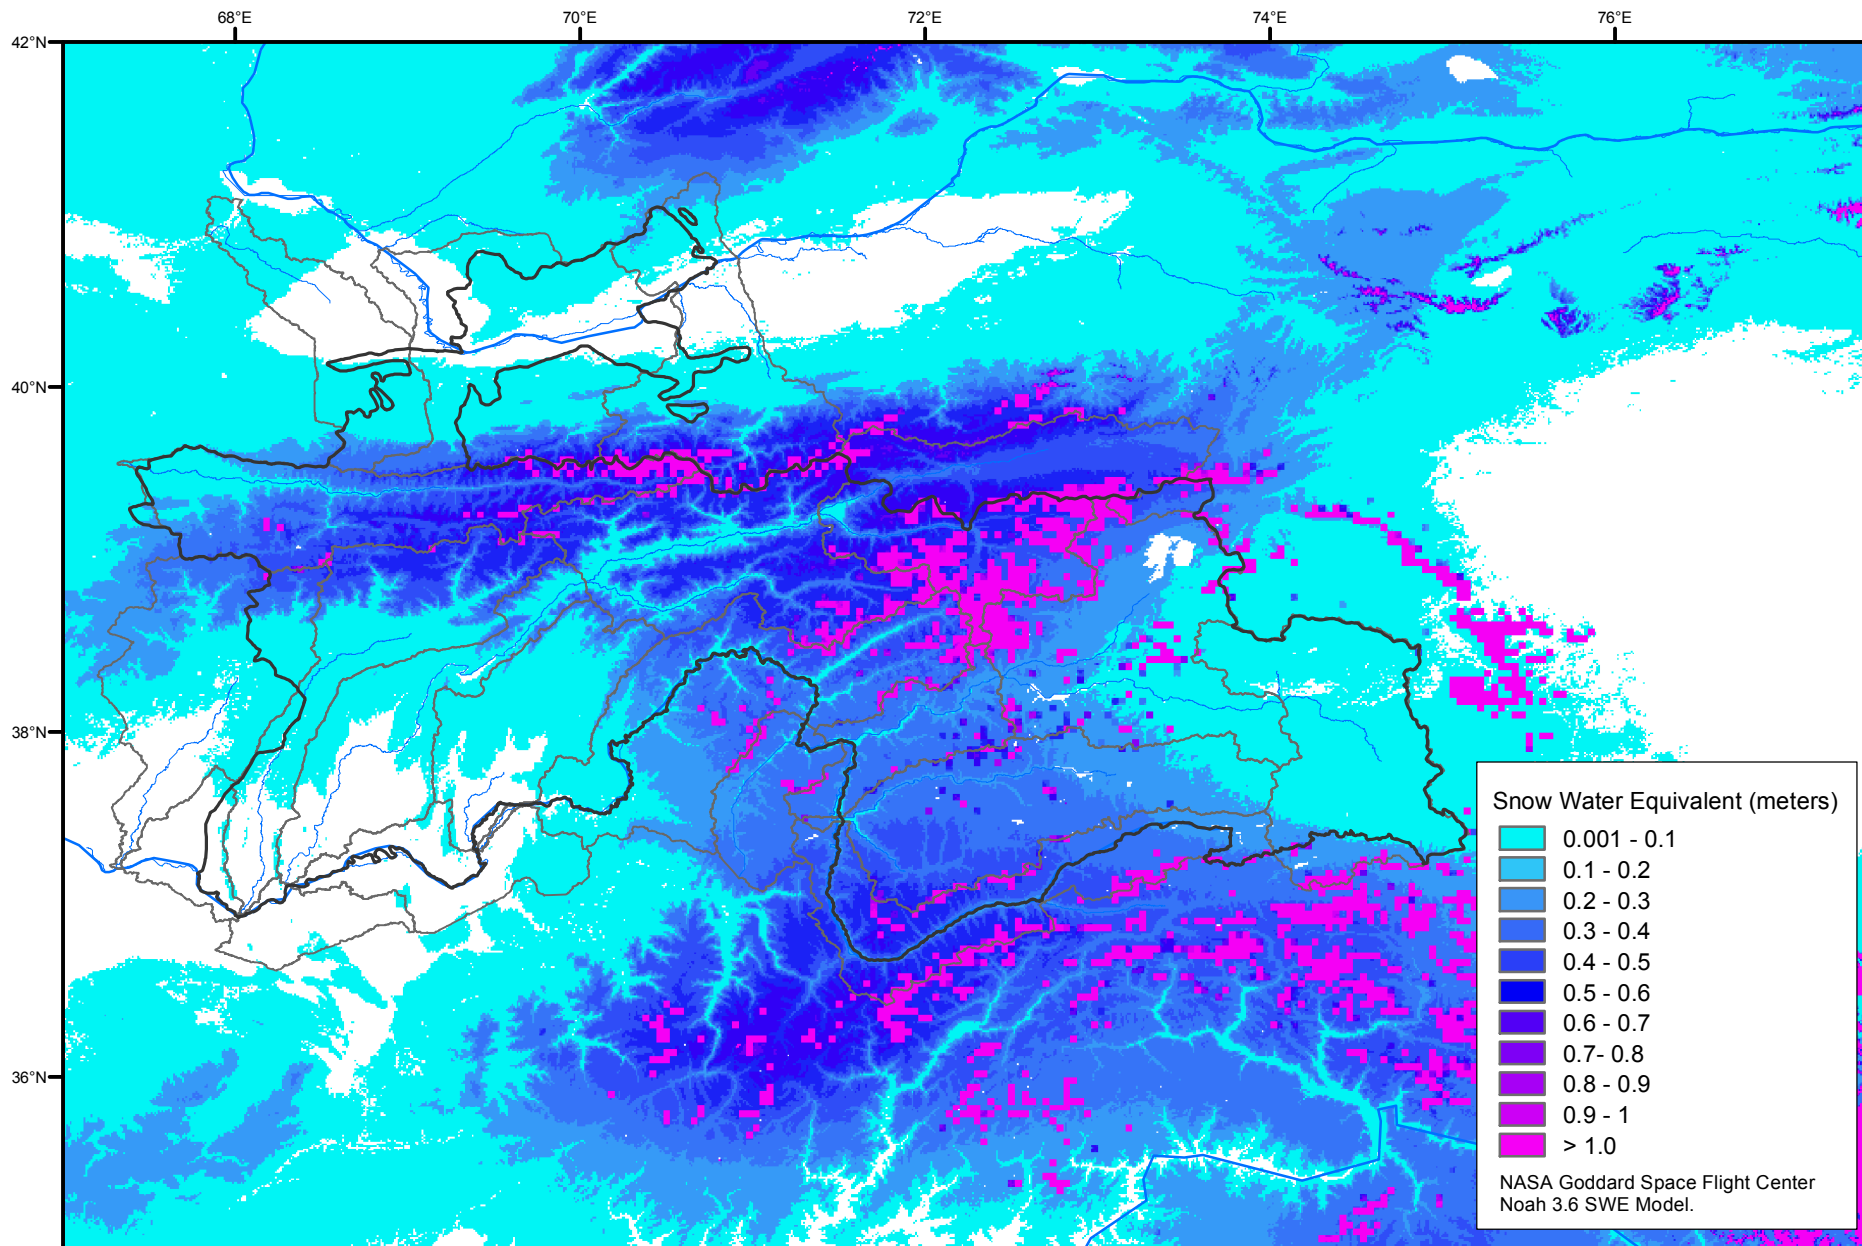 68°E
70°E
72°E
74°E
76°E
42°N
40°N
38°N
36°N
Snow Water Equivalent (meters)
0.001 - 0.1
0.1 - 0.2
0.2 - 0.3
0.3 - 0.4
0.4 - 0.5
0.5 - 0.6
0.6 - 0.7
0.7- 0.8
0.8 - 0.9
0.9 - 1
> 1.0
NASA Goddard Space Flight Center
Noah 3.6 SWE Model.